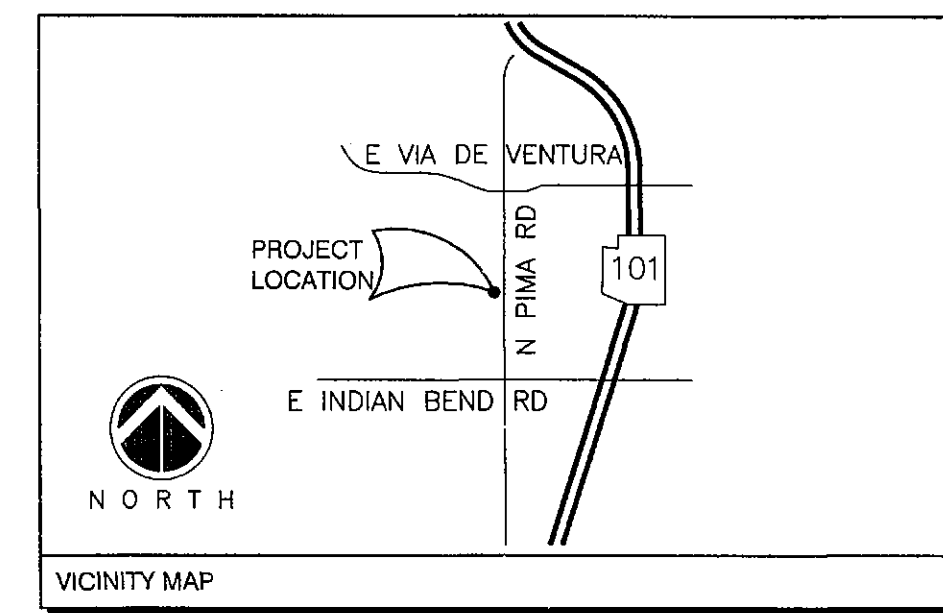 E VIA DE VENTURA
PROJECT
LOCATION
N PIMA RD
101
E INDIAN BEND RD
NORTH
VICINITY MAP